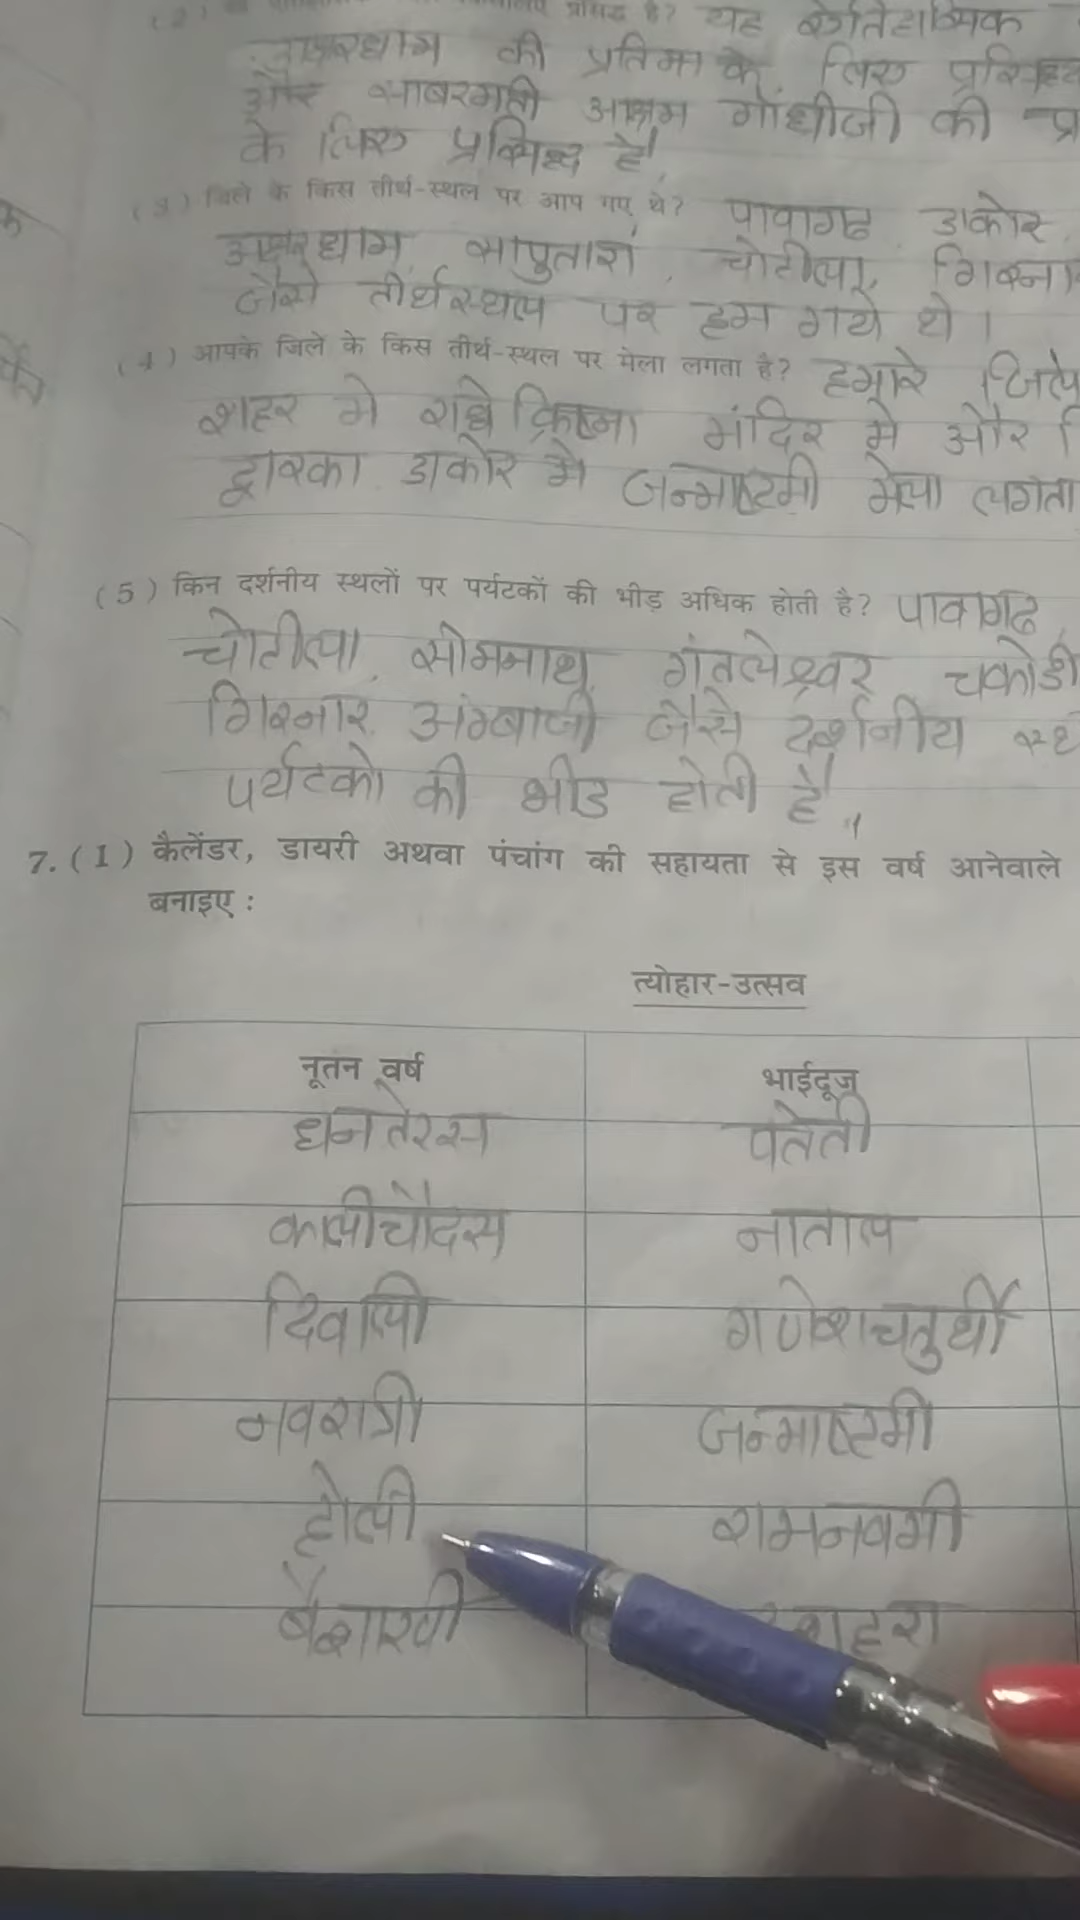 प्रसिद्ध है? यह ऐतिहासिक
अक्षरधाम की प्रतिमा के लिए प्रसिद्ध
और साबरमती आश्रम गांधीजी की प्र
के लिए प्रसिध्द है
(3) जिले के किस तीर्थ-स्थल पर आप गए थे? पावागढ, डाकोर,
अक्षरधाम, सापुतारा, चोटीला, गिरना
जैसे तीर्थस्थल पर हम गये थे।
(4) आपके जिले के किस तीर्थ-स्थल पर मेला लगता है? हमारे जिले
शहर मे राधे क्रिष्ना मंदिर मे और
द्वारका, डाकोर मे जन्माष्टमी मेला लगता
(5) किन दर्शनीय स्थलों पर पर्यटकों की भीड़ अधिक होती है? पावागढ,
चोटीला, सोमनाथ, गंतलेश्वर, चकोडी
गिरनार, अंम्बाजी जैसे दर्शनीय स्थ
पर्यटको की भीड होती है।
7. (1) कैलेंडर, डायरी अथवा पंचांग की सहायता से इस वर्ष आनेवाले
बनाइए :
त्योहार-उत्सव
नूतन वर्ष भाईदूज
धनतेरस पतेती
कालीचौदस नाताल
दिवाली गणेशचतुर्थी
नवरात्री जन्माष्टमी
होली रामनवमी
बैशाखी